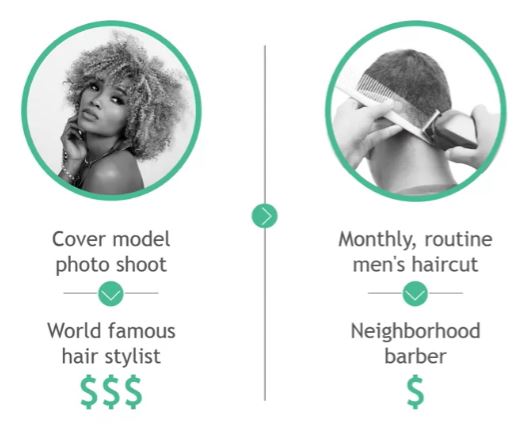 Cover model
photo shoot
World famous
hair stylist
$$$
Monthly, routine
men's haircut
Neighborhood
barber
$